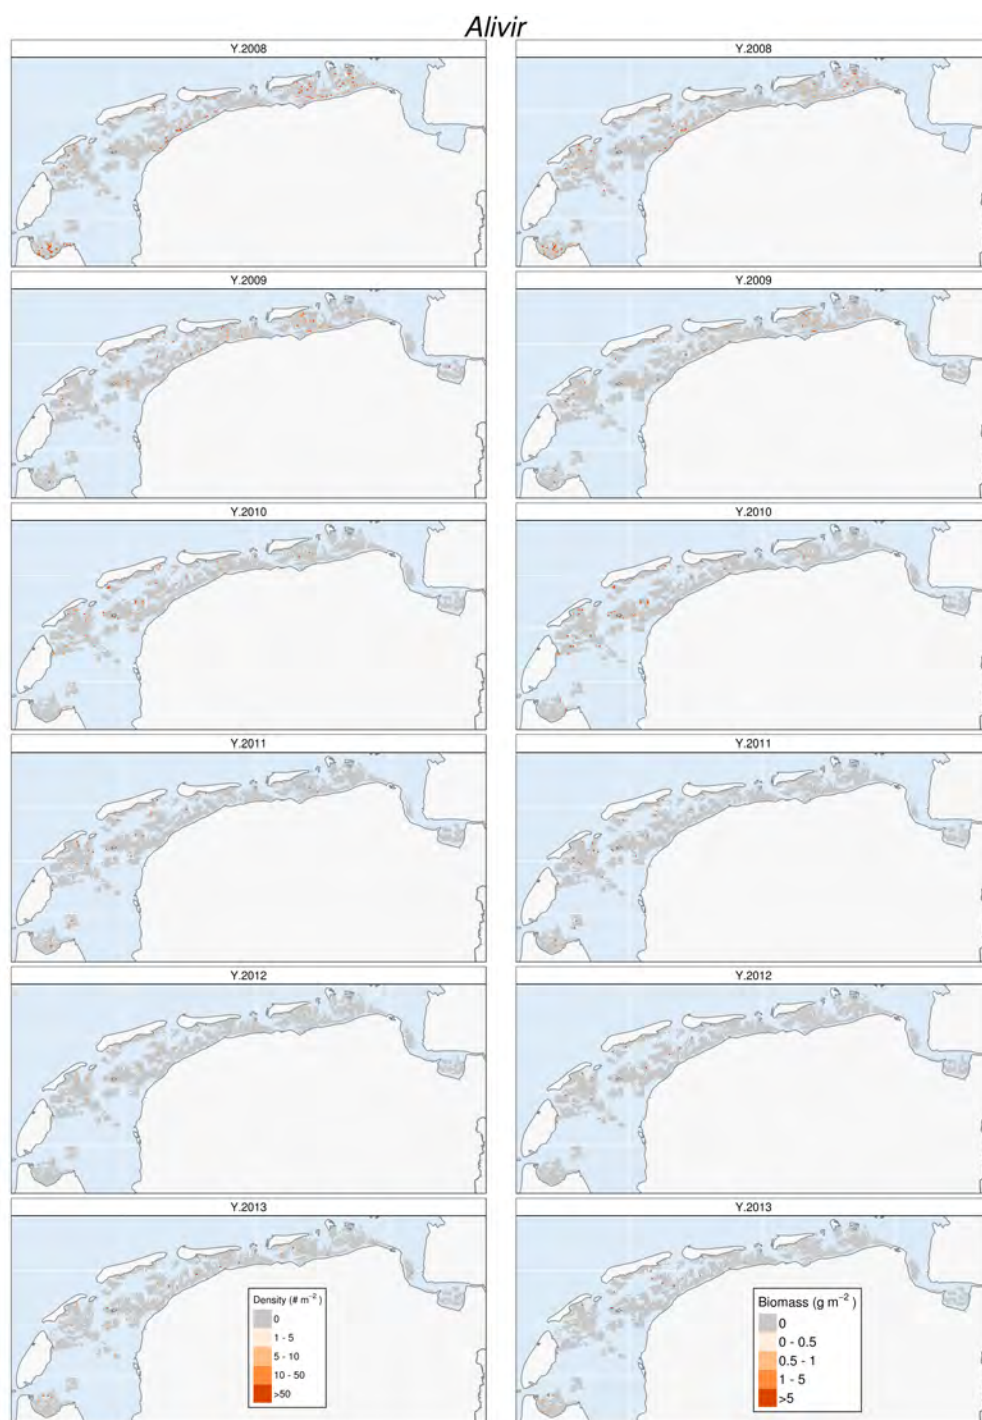 Alivir
Y.2008
Y.2008
Y.2009
Y.2009
Y.2010
Y.2010
Y.2011
Y.2011
Y.2012
Y.2012
Y.2013
Y.2013
Density (# m⁻²)
0
1 - 5
5 - 10
10 - 50
>50
Biomass (g m⁻²)
0
0 - 0.5
0.5 - 1
1 - 5
>5